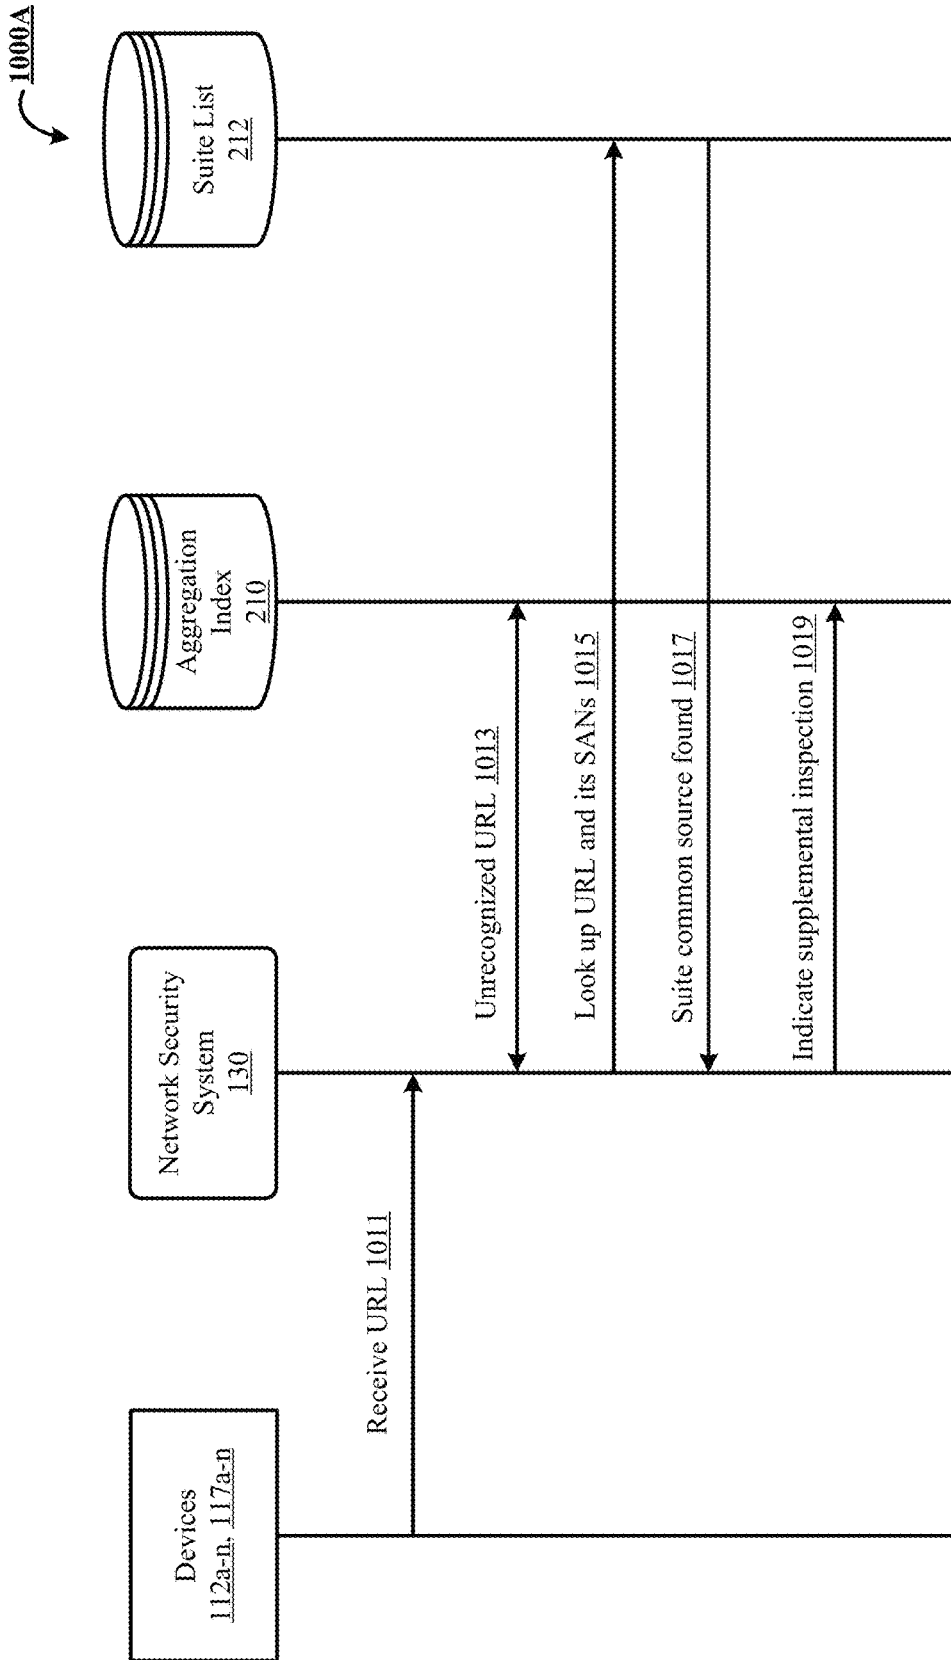 1000A
Devices
112a-n, 117a-n
Network Security
System
130
Aggregation
Index
210
Suite List
212
Receive URL 1011
Unrecognized URL 1013
Look up URL and its SANs 1015
Suite common source found 1017
Indicate supplemental inspection 1019